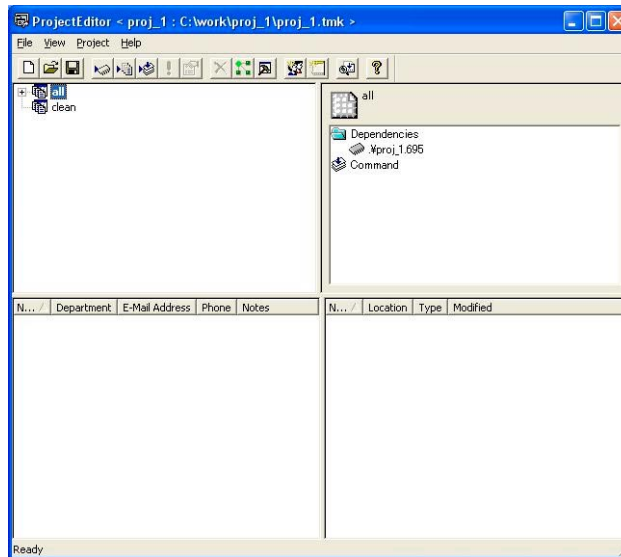 ProjectEditor < proj_1 : C:\work\proj_1\proj_1.tmk >
File View Project Help
all
clean
all
Dependencies
.¥proj_1.695
Command
N... Department E-Mail Address Phone Notes
N... Location Type Modified
Ready